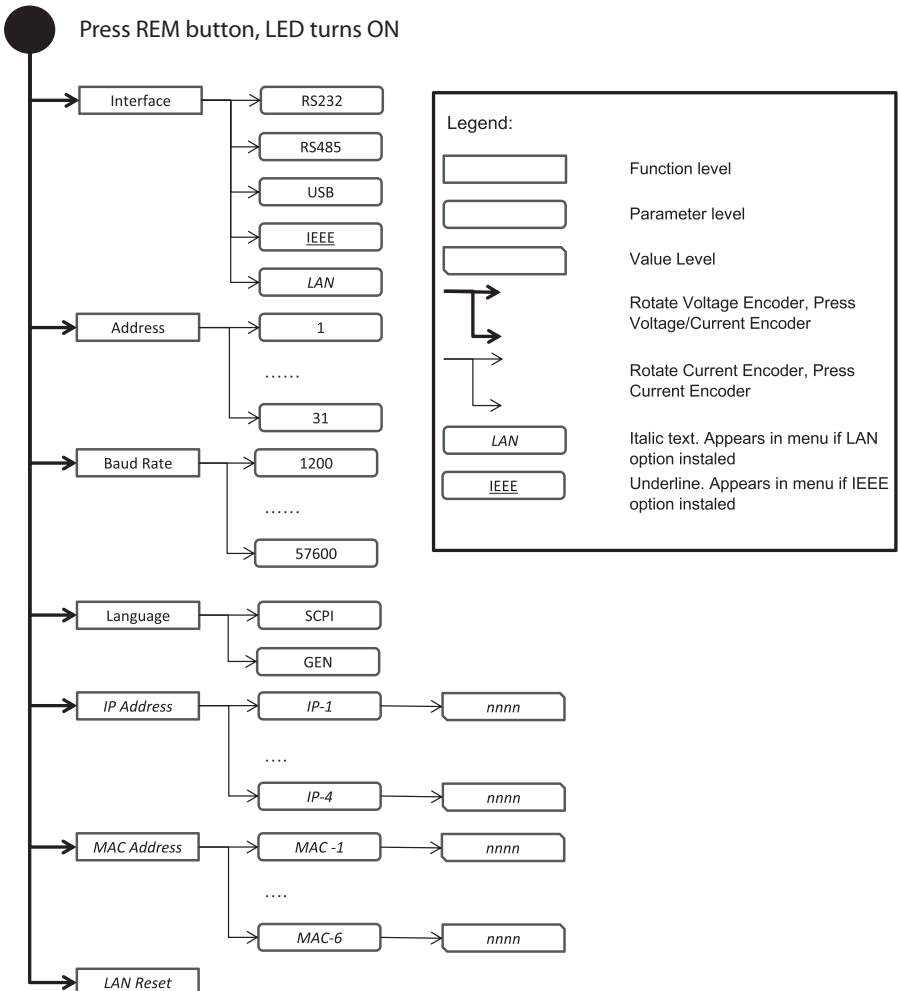 Press REM button, LED turns ON
Interface
RS232
RS485
USB
IEEE
LAN
Address
1
......
31
Baud Rate
1200
......
57600
Language
SCPI
GEN
IP Address
IP-1
nnnn
....
IP-4
nnnn
MAC Address
MAC -1
nnnn
....
MAC-6
nnnn
LAN Reset
Legend:
Function level
Parameter level
Value Level
Rotate Voltage Encoder, Press
Voltage/Current Encoder
Rotate Current Encoder, Press
Current Encoder
LAN
Italic text. Appears in menu if LAN
option instaled
IEEE
Underline. Appears in menu if IEEE
option instaled